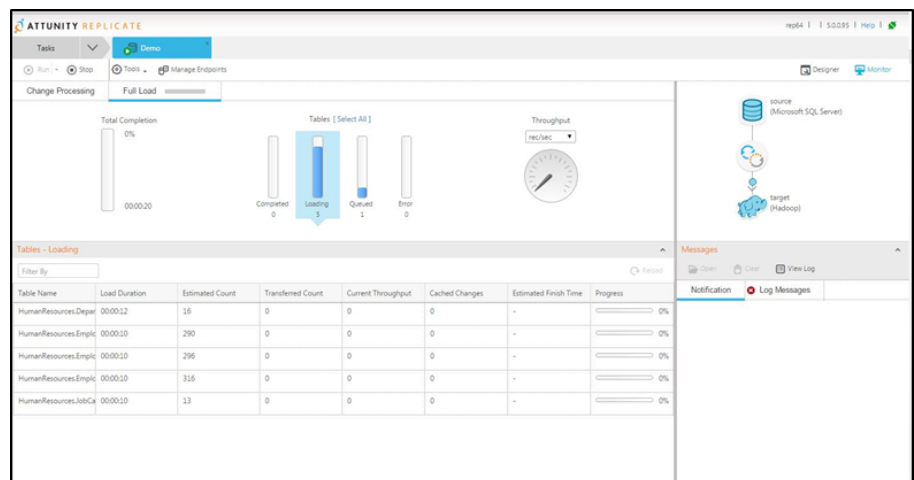 ATTUNITY REPLICATE
rep64 | | 5.0.0.95 | Help |
Tasks
Demo
Run
Stop
Tools
Manage Endpoints
Designer
Monitor
Change Processing
Full Load
Total Completion
0%
00:00:20
Tables [ Select All ]
Completed
0
Loading
5
Queued
1
Error
0
Throughput
rec/sec
source
(Microsoft SQL Server)
target
(Hadoop)
Tables - Loading
Filter By
Reload
Table Name Load Duration Estimated Count Transferred Count Current Throughput Cached Changes Estimated Finish Time Progress
HumanResources.Depar 00:00:12 16 0 0 0 - 0%
HumanResources.Emplc 00:00:10 290 0 0 0 - 0%
HumanResources.Emplc 00:00:10 296 0 0 0 - 0%
HumanResources.Emplc 00:00:10 316 0 0 0 - 0%
HumanResources.JobCa 00:00:10 13 0 0 0 - 0%
Messages
Open
Clear
View Log
Notification
Log Messages